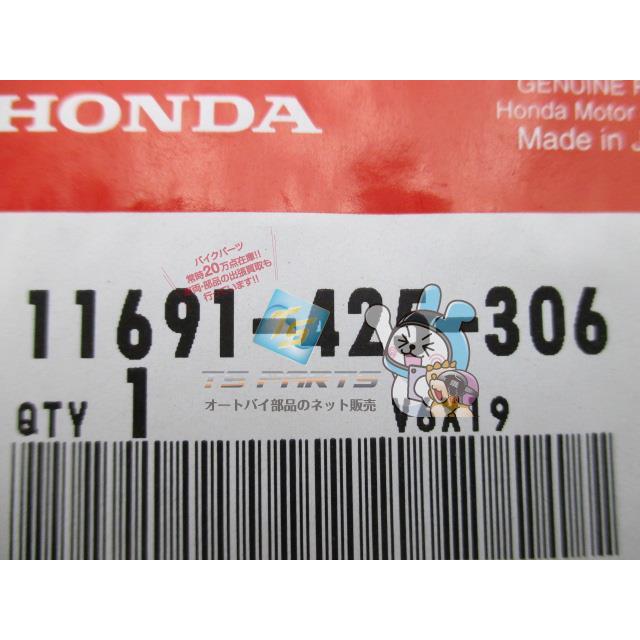 HONDA
GENUINE
Honda Motor
Made in J
バイクパーツ
常時20万点在庫!!
車両・部品の出張買取も
行ってます!!
11691-425-306
TS PARTS
オートバイ部品のネット販売
QTY 1